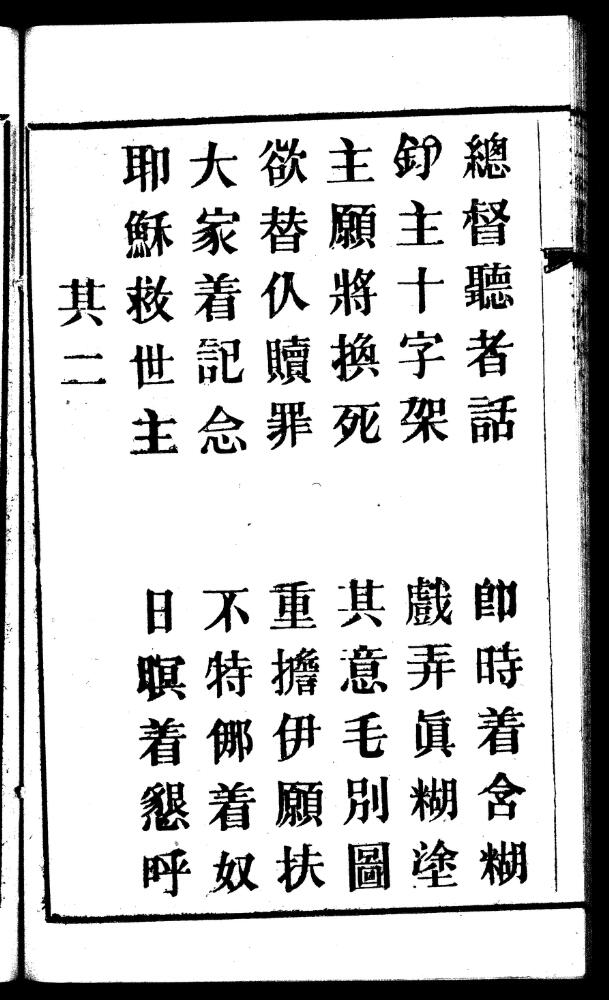 總督聽者話　卽時着含糊
釘主十字架　戲弄眞糊塗
主願將換死　其意毛別圖
欲替仈贖罪　重擔伊願扶
大家着記念　不特㑚着奴
耶穌救世主　日暝着懇呼
其二